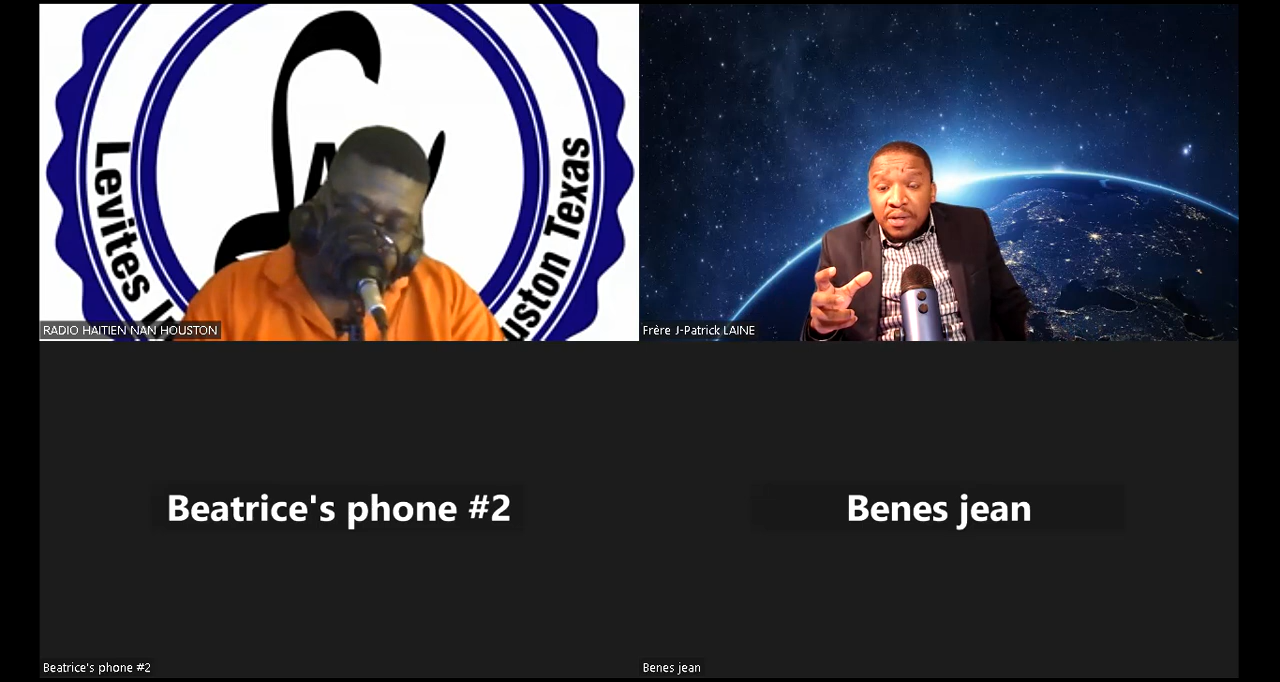 Levites
Houston Texas
RADIO HAITIEN NAN HOUSTON
Frère J-Patrick LAINE
Beatrice's phone #2
Benes jean
Beatrice's phone #2
Benes jean